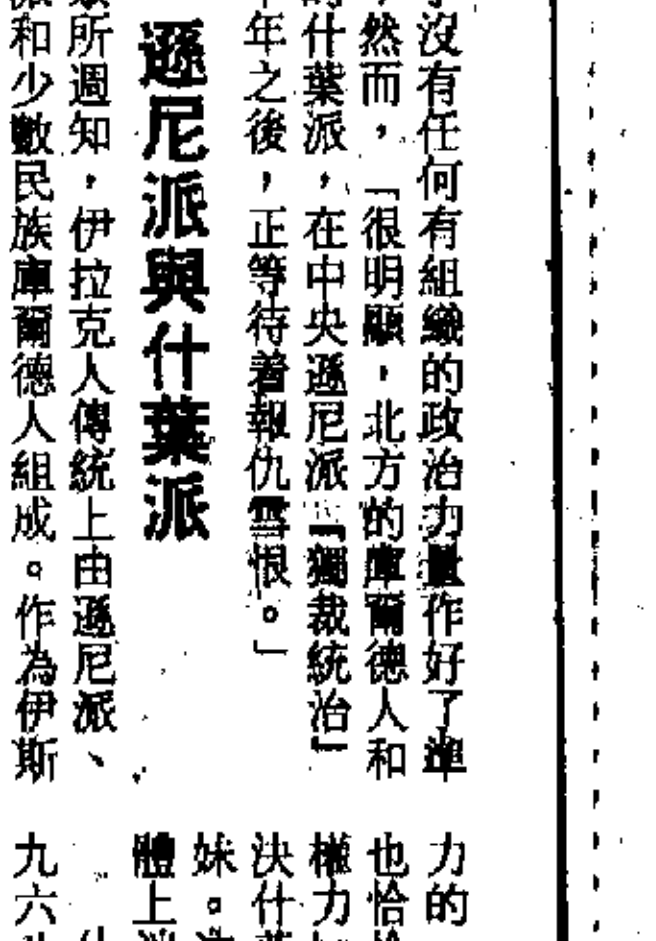 沒有任何有組織的政治力量作好了準
然而，「很明顯，北方的庫爾德人和
什葉派，在中央遜尼派「獨裁統治」
年之後，正等待着報仇雪恨。」
遜尼派與什葉派
所週知，伊拉克人傳統上由遜尼派、
和少數民族庫爾德人組成。作為伊斯
力的
也恰
權力
決什
妹。
體上
九六